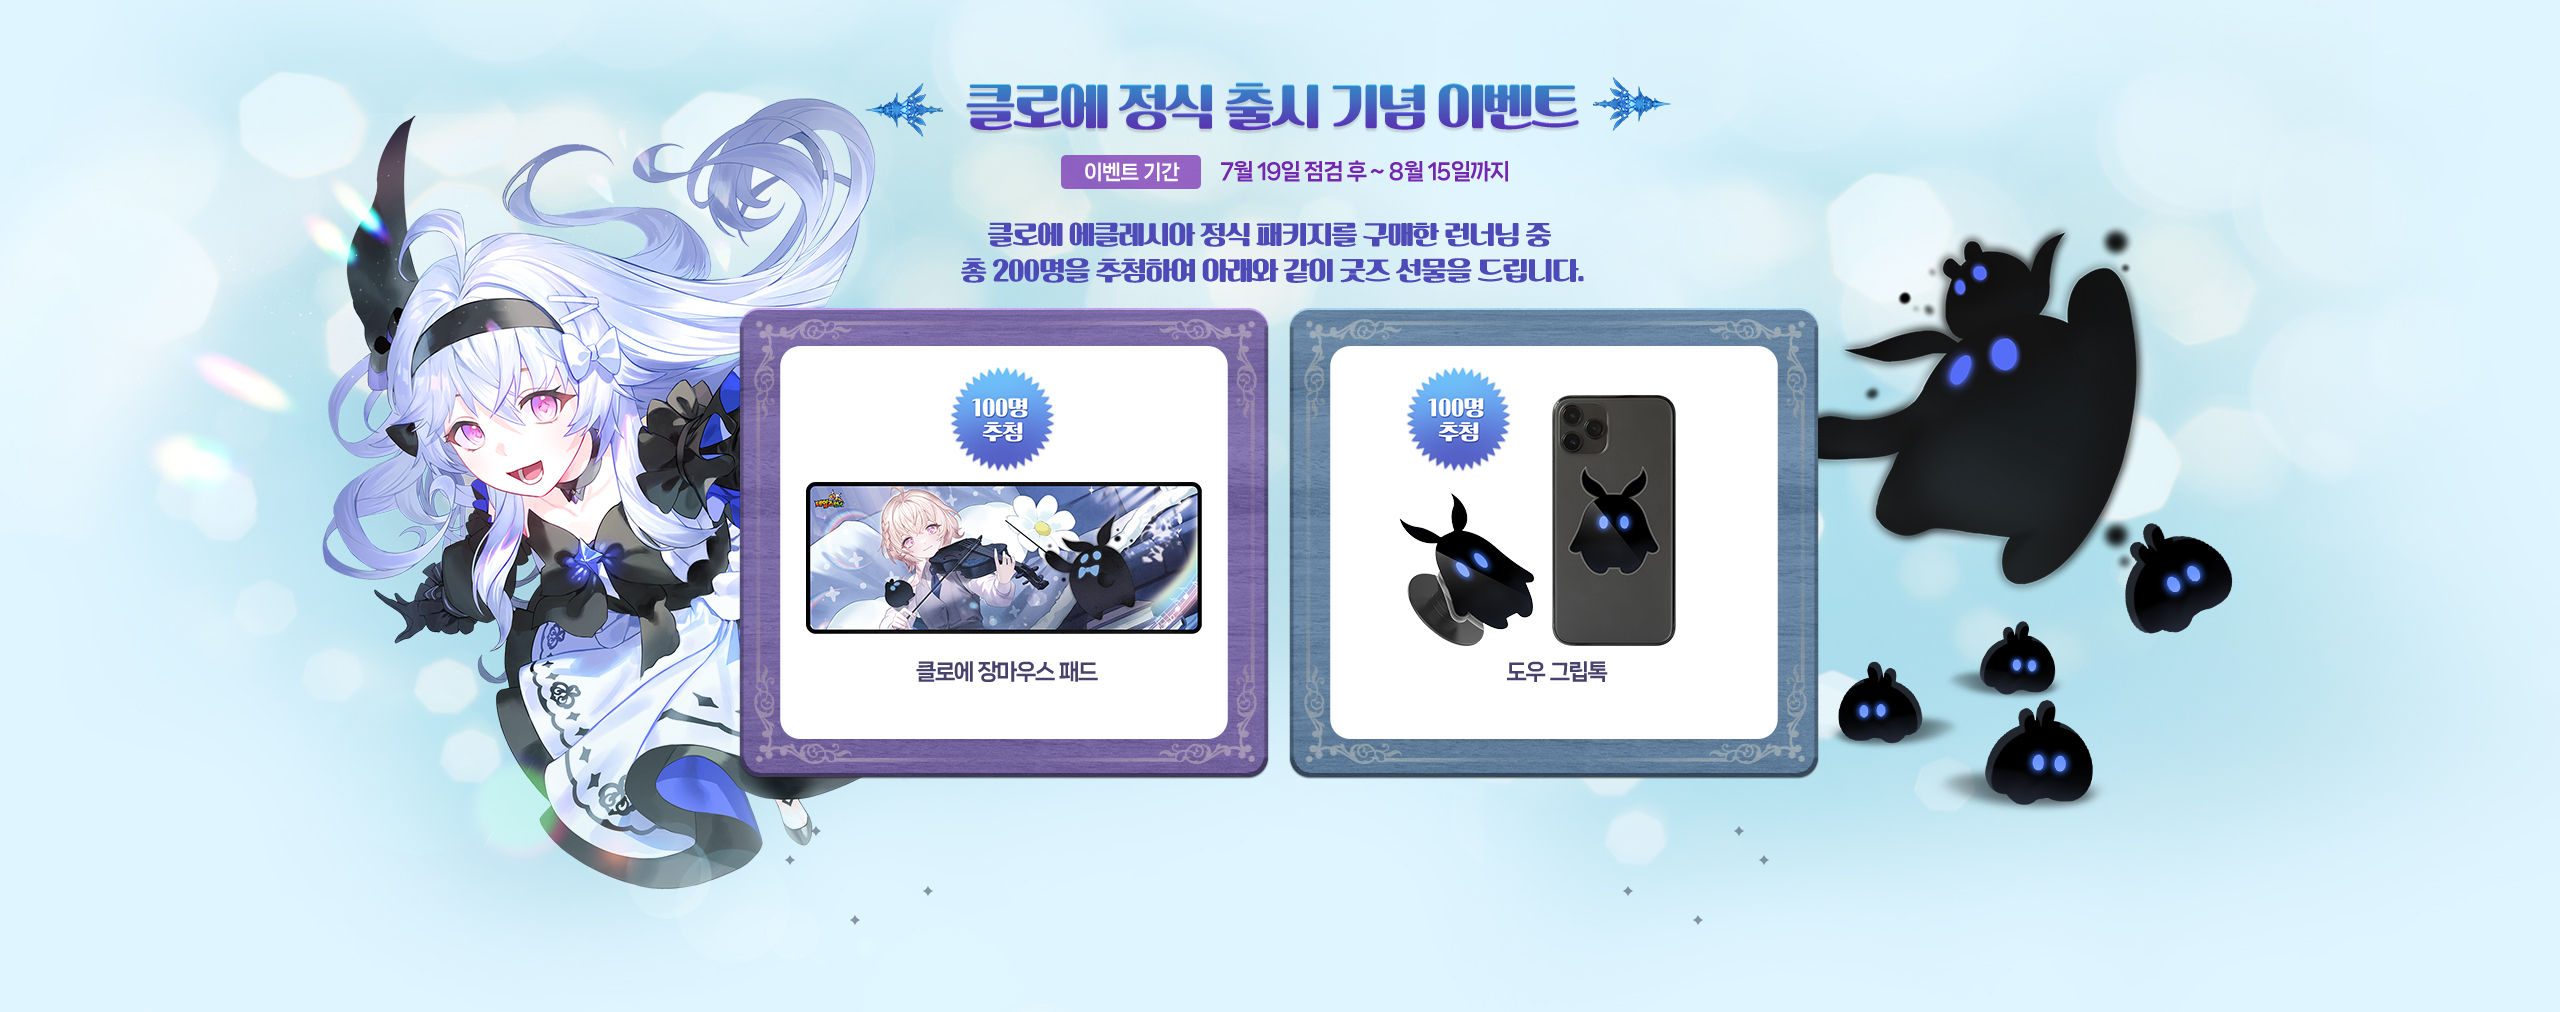 클로에 정식 출시 기념 이벤트
이벤트 기간 7월 19일 점검 후 ~ 8월 15일까지
클로에 에클레시아 정식 패키지를 구매한 런너님 중
총 200명을 추첨하여 아래와 같이 굿즈 선물을 드립니다.
100명
추첨
클로에 장마우스 패드
100명
추첨
도우 그립톡